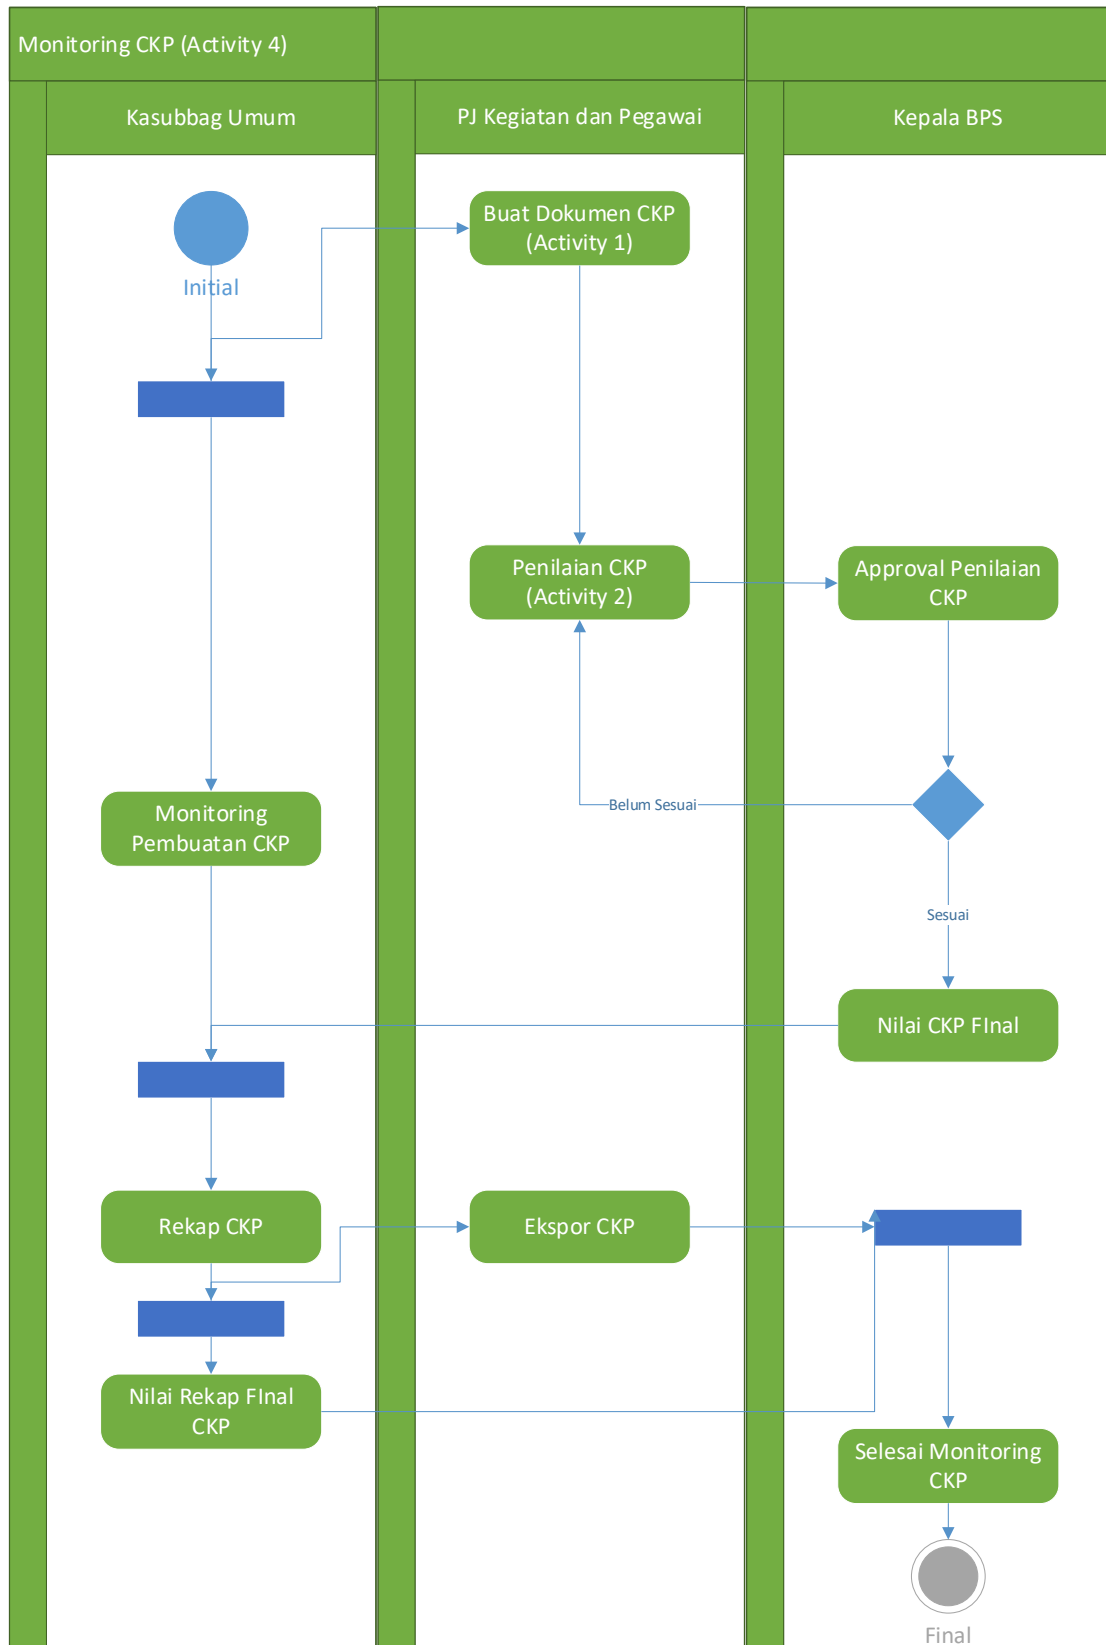 Monitoring CKP (Activity 4)
Kasubbag Umum
PJ Kegiatan dan Pegawai
Kepala BPS
Initial
Buat Dokumen CKP
(Activity 1)
Penilaian CKP
(Activity 2)
Approval Penilaian
CKP
Monitoring
Pembuatan CKP
Belum Sesuai
Sesuai
Nilai CKP FInal
Rekap CKP
Ekspor CKP
Nilai Rekap FInal
CKP
Selesai Monitoring
CKP
Final